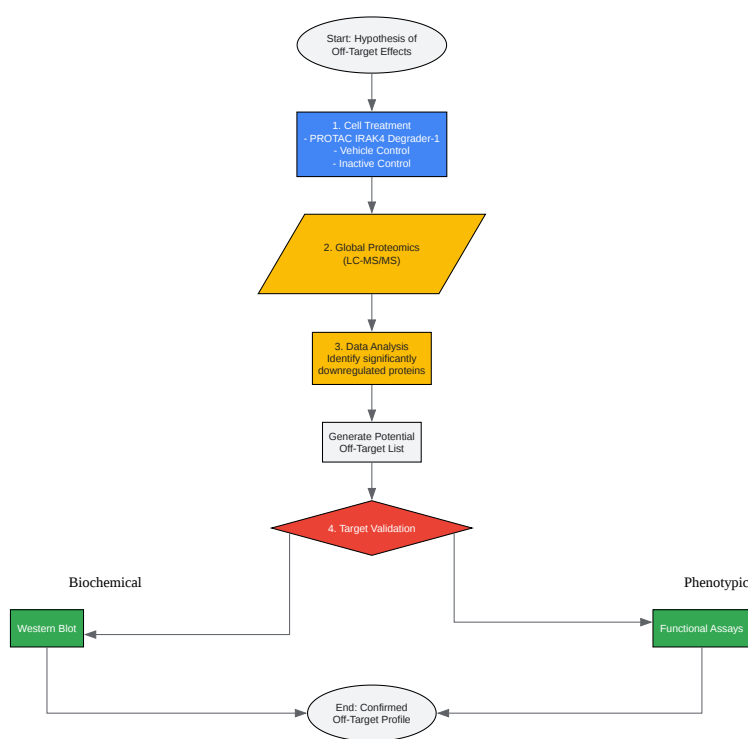 Start: Hypothesis of
Off-Target Effects
1. Cell Treatment
- PROTAC IRAK4 Degrader-1
- Vehicle Control
- Inactive Control
2. Global Proteomics
(LC-MS/MS)
3. Data Analysis
Identify significantly
downregulated proteins
Generate Potential
Off-Target List
4. Target Validation
Biochemical
Phenotypic
Western Blot
Functional Assays
End: Confirmed
Off-Target Profile